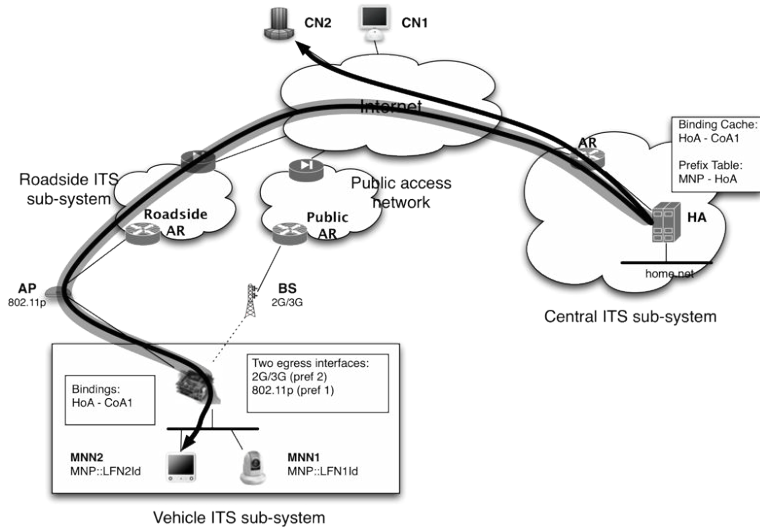 CN2
CN1
Internet
Binding Cache:
HoA - CoA1
Prefix Table:
MNP - HoA
AR
Roadside ITS
sub-system
Public access
network
Roadside
AR
Public
AR
HA
home net
Central ITS sub-system
AP
802.11p
BS
2G/3G
Two egress interfaces:
2G/3G (pref 2)
802.11p (pref 1)
Bindings:
HoA - CoA1
MNN2
MNP::LFN2Id
MNN1
MNP::LFN1Id
Vehicle ITS sub-system